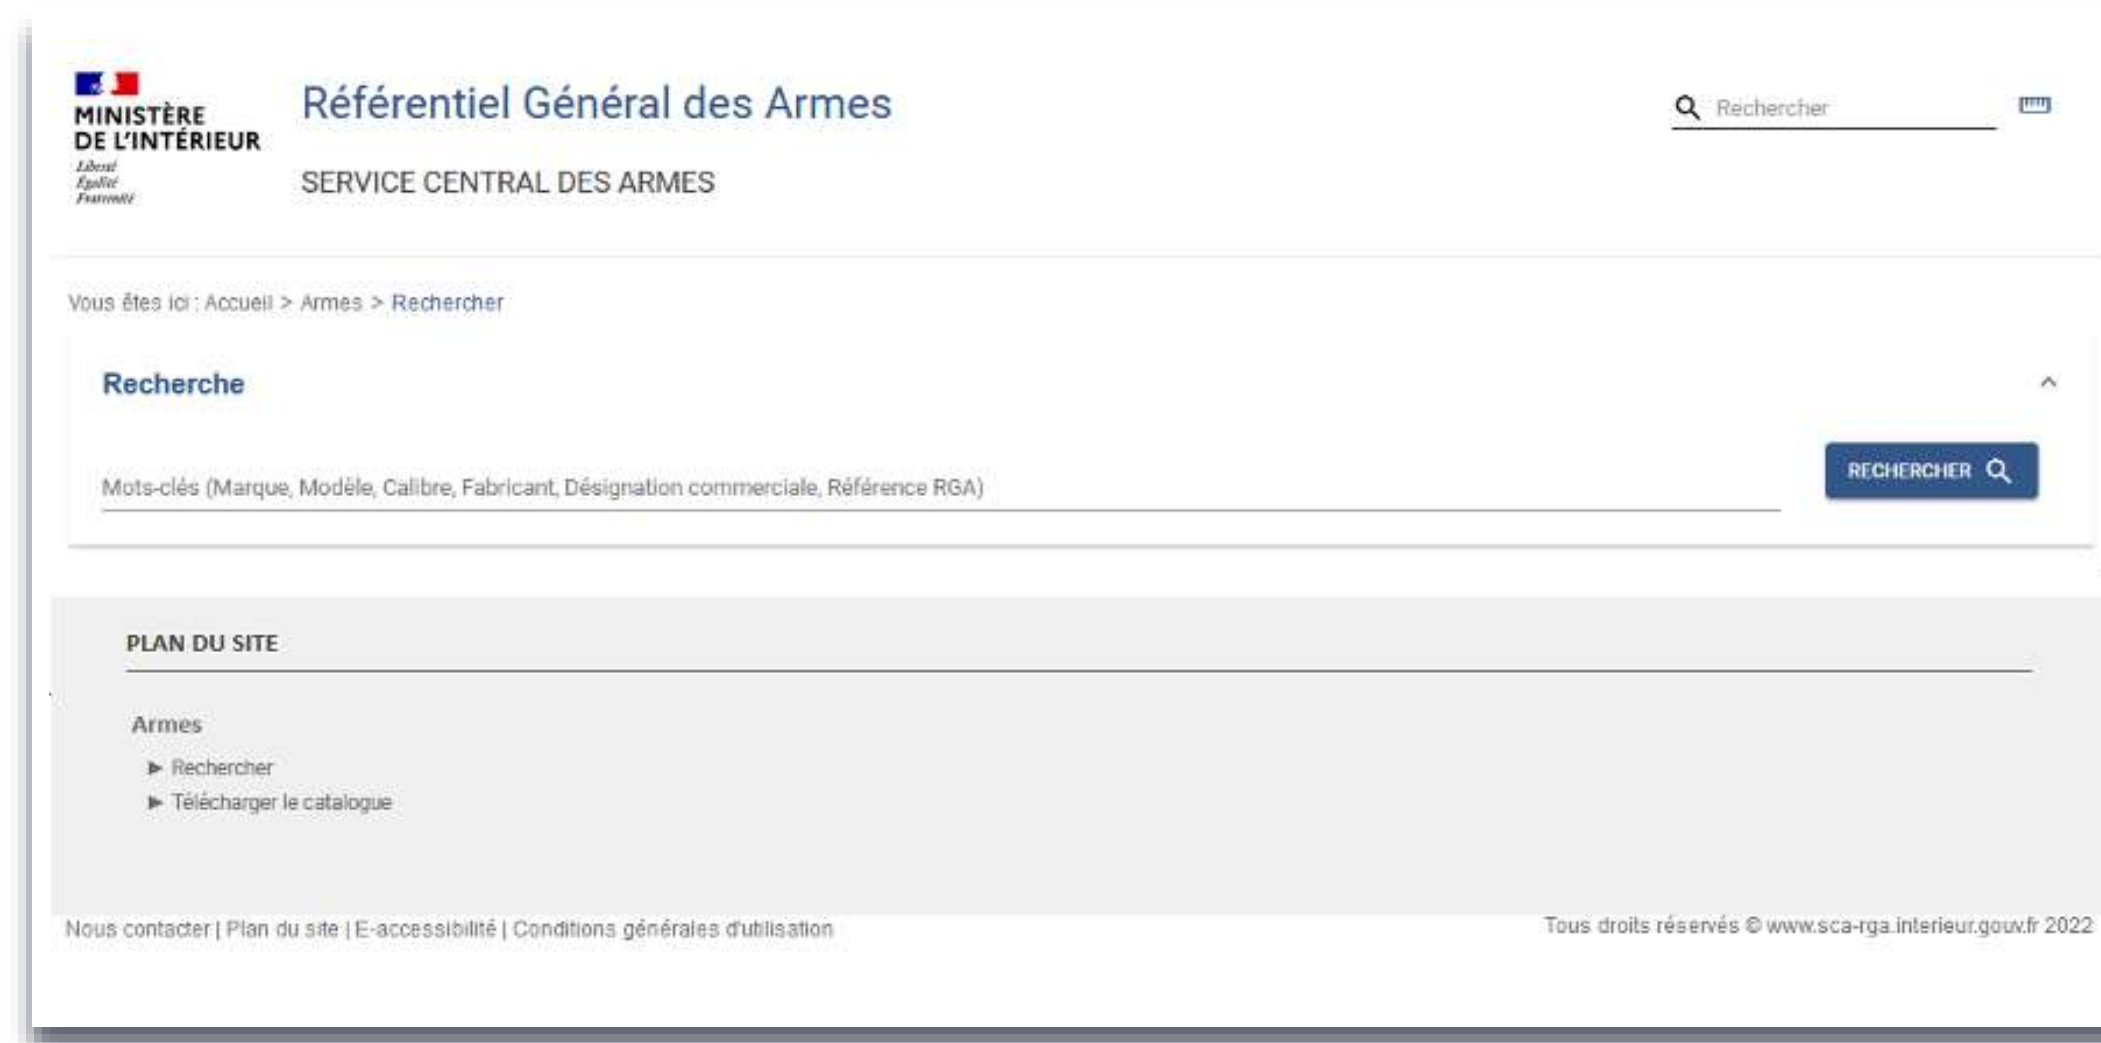 MINISTÈRE
DE L'INTÉRIEUR
Liberté
Égalité
Fraternité
Référentiel Général des Armes
SERVICE CENTRAL DES ARMES
Rechercher
Vous êtes ici : Accueil > Armes > Rechercher
Recherche
Mots-clés (Marque, Modèle, Calibre, Fabricant, Désignation commerciale, Référence RGA)
RECHERCHER
PLAN DU SITE
Armes
► Rechercher
► Télécharger le catalogue
Nous contacter | Plan du site | E-accessibilité | Conditions générales d'utilisation
Tous droits réservés © www.sca-rga.interieur.gouv.fr 2022